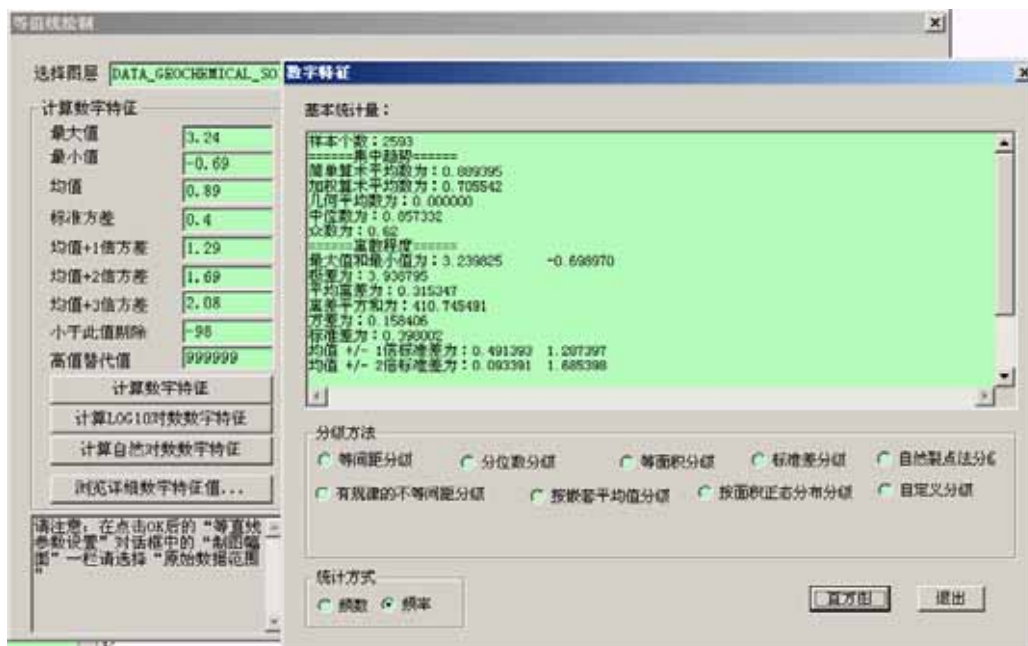 等值线绘制
选择图层 DATA_GEOCHEMICAL_SO
计算数字特征
最大值 3.24
最小值 -0.69
均值 0.89
标准方差 0.4
均值+1倍方差 1.29
均值+2倍方差 1.69
均值+3倍方差 2.08
小于此值剔除 -98
高值替代值 999999
计算数字特征
计算LOG10对数数字特征
计算自然对数数字特征
浏览详细数字特征值...
请注意:在点击OK后的“等直线
参数设置”对话框中的“制图幅
面”一栏请选择“原始数据范围
”
数字特征
基本统计量:
样本个数:2593
======集中趋势======
简单算术平均数为:0.889395
加权算术平均数为:0.705542
几何平均数为:0.000000
中位数为:0.857332
众数为:0.62
======离散程度======
最大值和最小值为:3.239825 -0.698970
极差为:3.938795
平均离差为:0.315347
离差平方和为:410.745491
方差为:0.158406
标准差为:0.398002
均值 +/- 1倍标准差为:0.491393 1.287397
均值 +/- 2倍标准差为:0.093391 1.685398
分级方法
等间距分级 分位数分级 等面积分级 标准差分级 自然裂点法分级
有规律的不等间距分级 按嵌套平均值分级 按面积正态分布分级 自定义分级
统计方式
频数 频率
直方图 退出